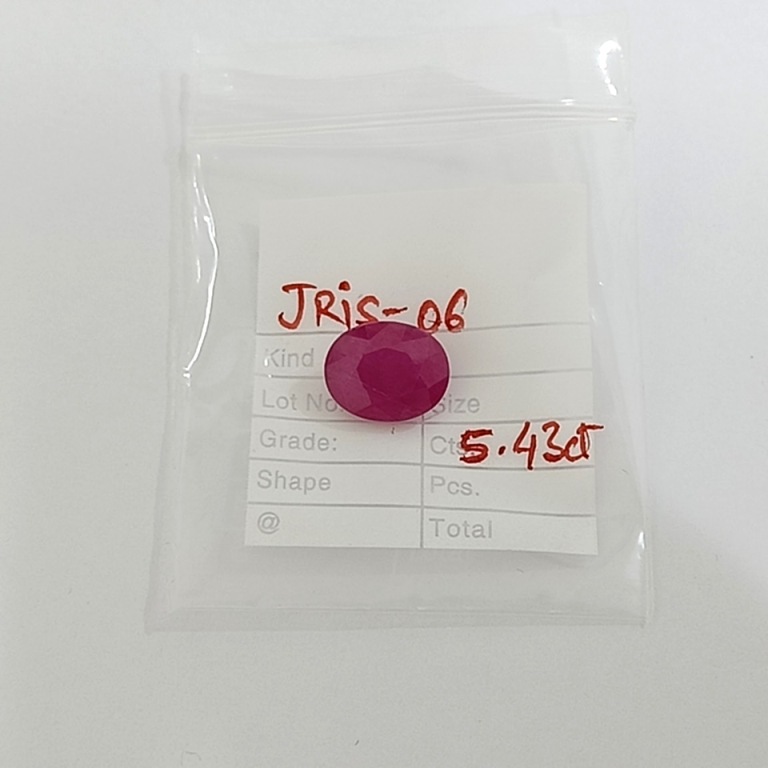 JRis-06
Kind
Lot No. Size
Grade: Cts 5.43ct
Shape Pcs.
@ Total